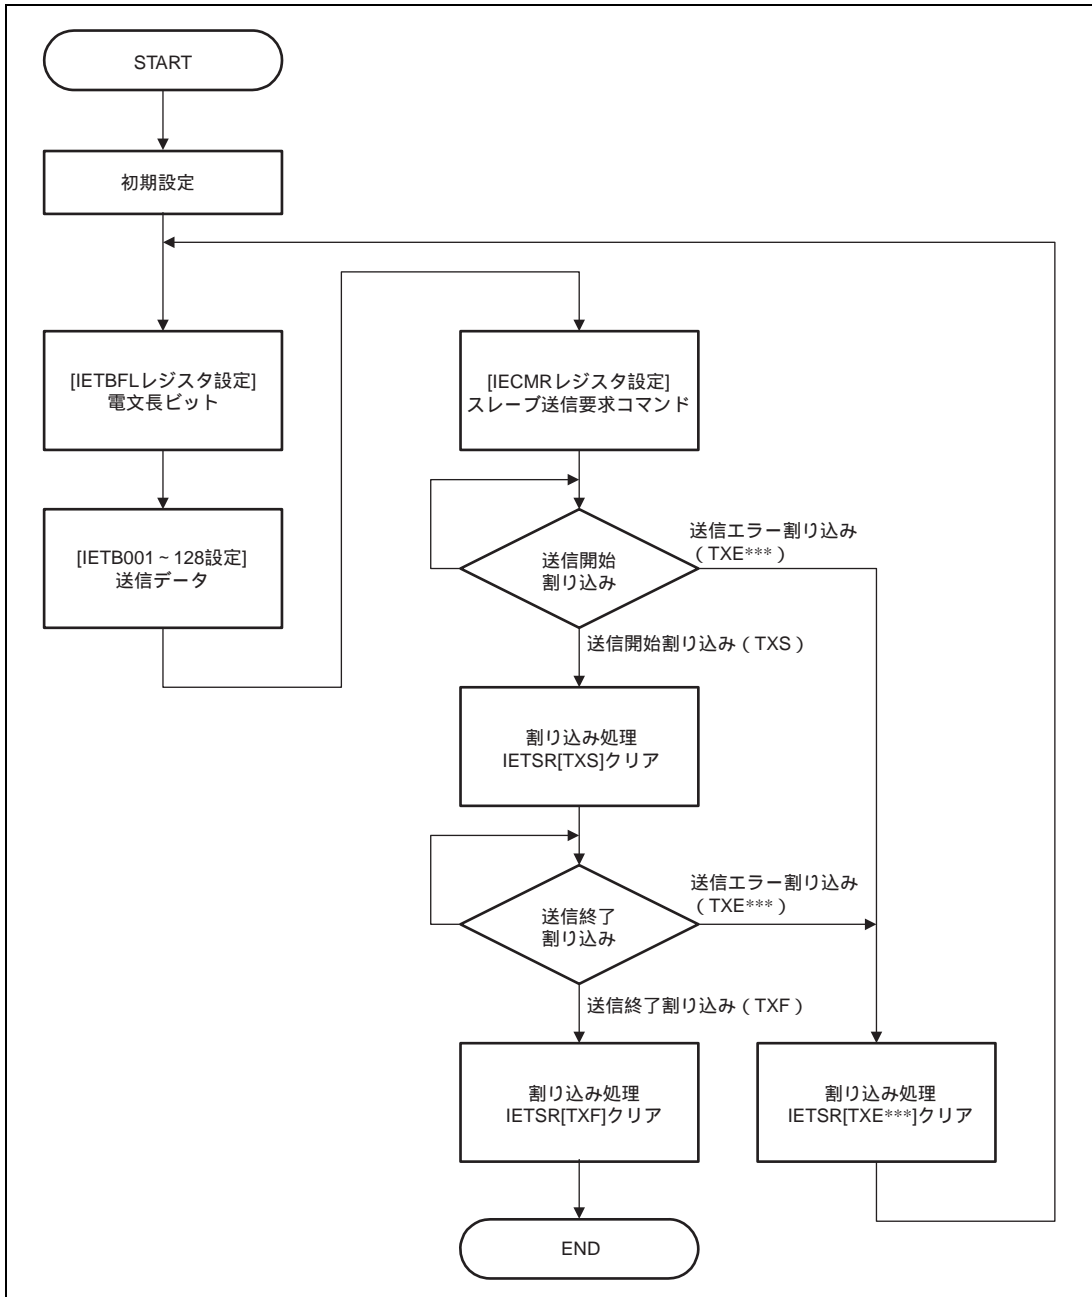 START
初期設定
[IETBFLレジスタ設定]
電文長ビット
[IETB001~128設定]
送信データ
[IECMRレジスタ設定]
スレーブ送信要求コマンド
送信開始
割り込み
送信エラー割り込み
(TXE***)
送信開始割り込み(TXS)
割り込み処理
IETSR[TXS]クリア
送信終了
割り込み
送信エラー割り込み
(TXE***)
送信終了割り込み(TXF)
割り込み処理
IETSR[TXF]クリア
割り込み処理
IETSR[TXE***]クリア
END